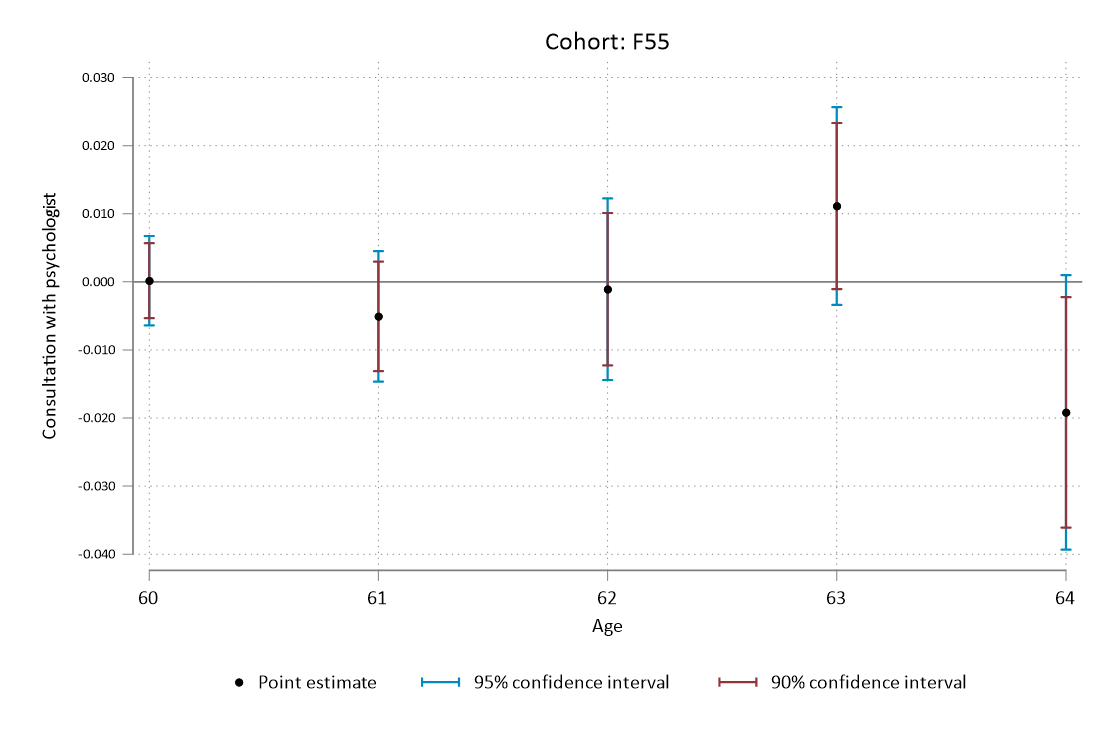 Cohort: F55
Consultation with psychologist
0.030
0.020
0.010
0.000
-0.010
-0.020
-0.030
-0.040
60 61 62 63 64
Age
Point estimate 95% confidence interval 90% confidence interval